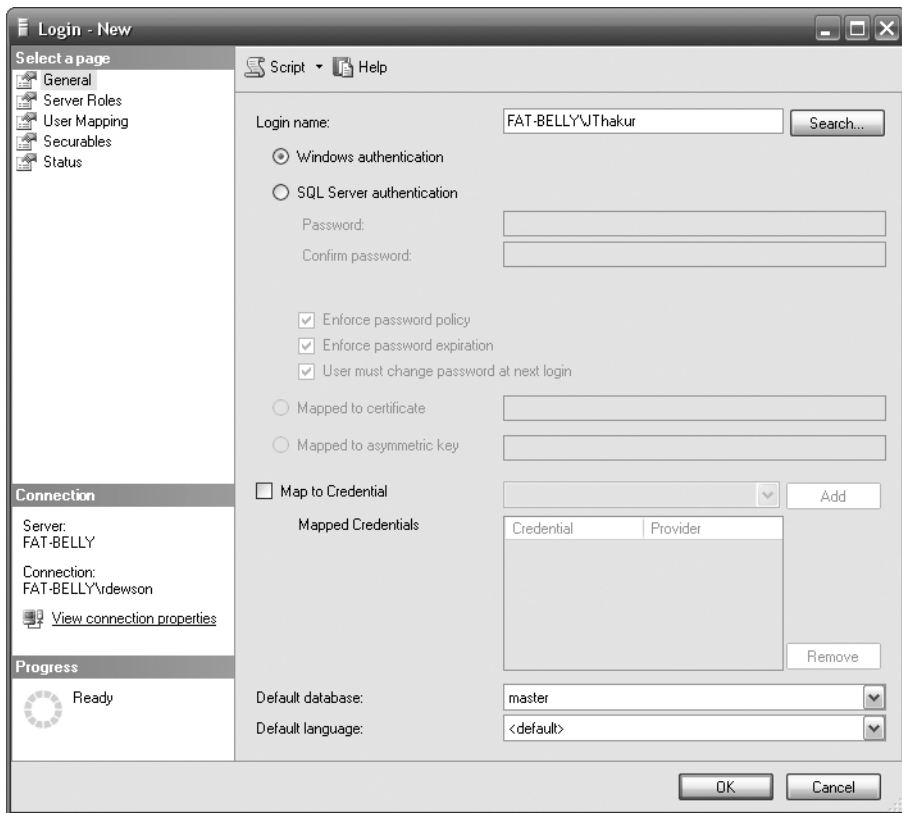 Login - New
Select a page
General
Server Roles
User Mapping
Securables
Status
Script
Help
Login name:
FAT-BELLY\JThakur
Search...
Windows authentication
SQL Server authentication
Password:
Confirm password:
Enforce password policy
Enforce password expiration
User must change password at next login
Mapped to certificate
Mapped to asymmetric key
Map to Credential
Add
Mapped Credentials
Credential
Provider
Remove
Default database:
master
Default language:
<default>
Connection
Server:
FAT-BELLY
Connection:
FAT-BELLY\rdewson
View connection properties
Progress
Ready
OK
Cancel